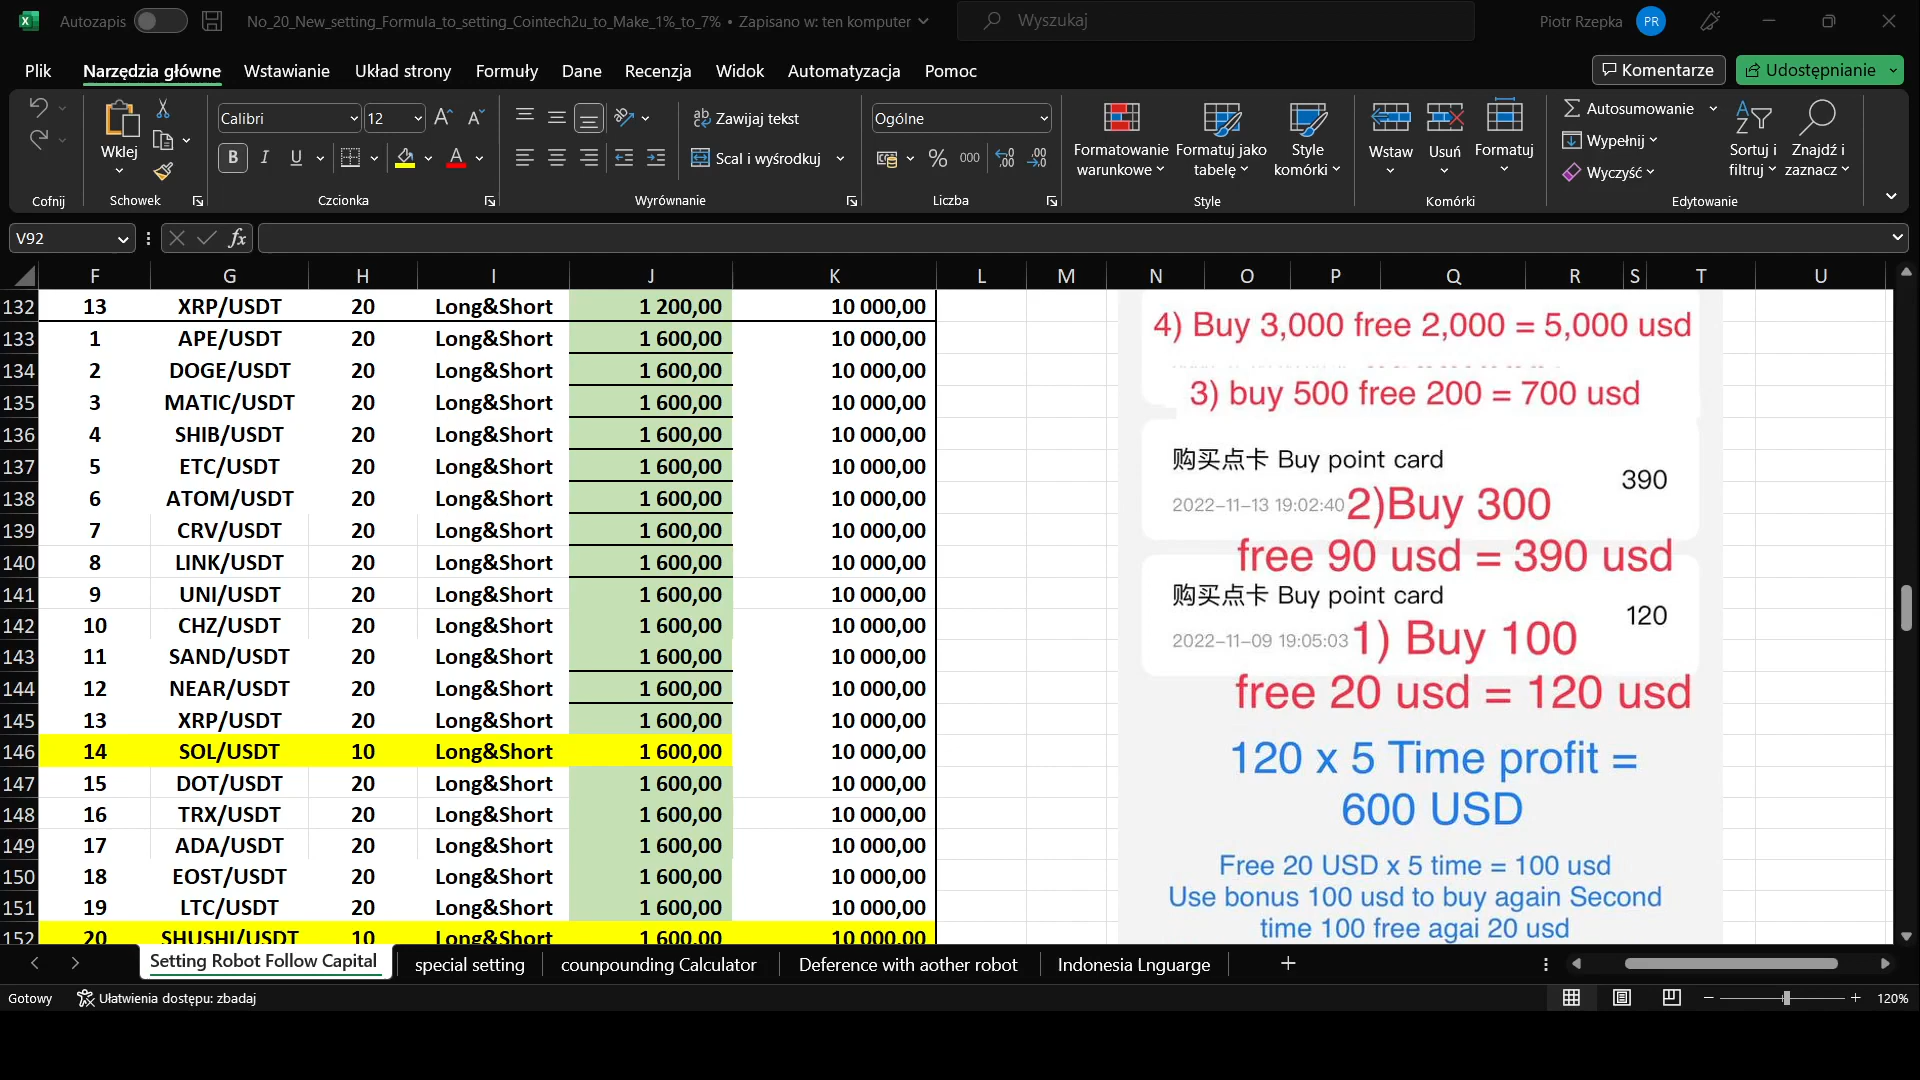 Autozapis
No_20_New_setting_Formula_to_setting_Cointech2u_to_Make_1%_to_7% • Zapisano w: ten komputer
Wyszukaj
Piotr Rzepka
PR
Plik Narzędzia główne Wstawianie Układ strony Formuły Dane Recenzja Widok Automatyzacja Pomoc
Komentarze
Udostępnianie
Wklej
Calibri 12
B I U
Zawijaj tekst
Scal i wyśrodkuj
Ogólne
Formatowanie warunkowe
Formatuj jako tabelę
Style komórki
Wstaw
Usuń
Formatuj
Autosumowanie
Wypełnij
Wyczyść
Sortuj i filtruj
Znajdź i zaznacz
Cofnij Schowek Czcionka Wyrównanie Liczba Style Komórki Edytowanie
V92
fx
F G H I J K L M N O P Q R S T U
132 13 XRP/USDT 20 Long&Short 1 200,00 10 000,00
133 1 APE/USDT 20 Long&Short 1 600,00 10 000,00
134 2 DOGE/USDT 20 Long&Short 1 600,00 10 000,00
135 3 MATIC/USDT 20 Long&Short 1 600,00 10 000,00
136 4 SHIB/USDT 20 Long&Short 1 600,00 10 000,00
137 5 ETC/USDT 20 Long&Short 1 600,00 10 000,00
138 6 ATOM/USDT 20 Long&Short 1 600,00 10 000,00
139 7 CRV/USDT 20 Long&Short 1 600,00 10 000,00
140 8 LINK/USDT 20 Long&Short 1 600,00 10 000,00
141 9 UNI/USDT 20 Long&Short 1 600,00 10 000,00
142 10 CHZ/USDT 20 Long&Short 1 600,00 10 000,00
143 11 SAND/USDT 20 Long&Short 1 600,00 10 000,00
144 12 NEAR/USDT 20 Long&Short 1 600,00 10 000,00
145 13 XRP/USDT 20 Long&Short 1 600,00 10 000,00
146 14 SOL/USDT 10 Long&Short 1 600,00 10 000,00
147 15 DOT/USDT 20 Long&Short 1 600,00 10 000,00
148 16 TRX/USDT 20 Long&Short 1 600,00 10 000,00
149 17 ADA/USDT 20 Long&Short 1 600,00 10 000,00
150 18 EOST/USDT 20 Long&Short 1 600,00 10 000,00
151 19 LTC/USDT 20 Long&Short 1 600,00 10 000,00
152 20 SHUSHI/USDT 10 Long&Short 1 600,00 10 000,00
4) Buy 3,000 free 2,000 = 5,000 usd
3) buy 500 free 200 = 700 usd
购买点卡 Buy point card
390
2022-11-13 19:02:40
2)Buy 300
free 90 usd = 390 usd
购买点卡 Buy point card
120
2022-11-09 19:05:03
1) Buy 100
free 20 usd = 120 usd
120 x 5 Time profit =
600 USD
Free 20 USD x 5 time = 100 usd
Use bonus 100 usd to buy again Second
time 100 free agai 20 usd
Setting Robot Follow Capital
special setting
counpounding Calculator
Deference with aother robot
Indonesia Lnguarge
Gotowy
Ułatwienia dostępu: zbadaj
120%